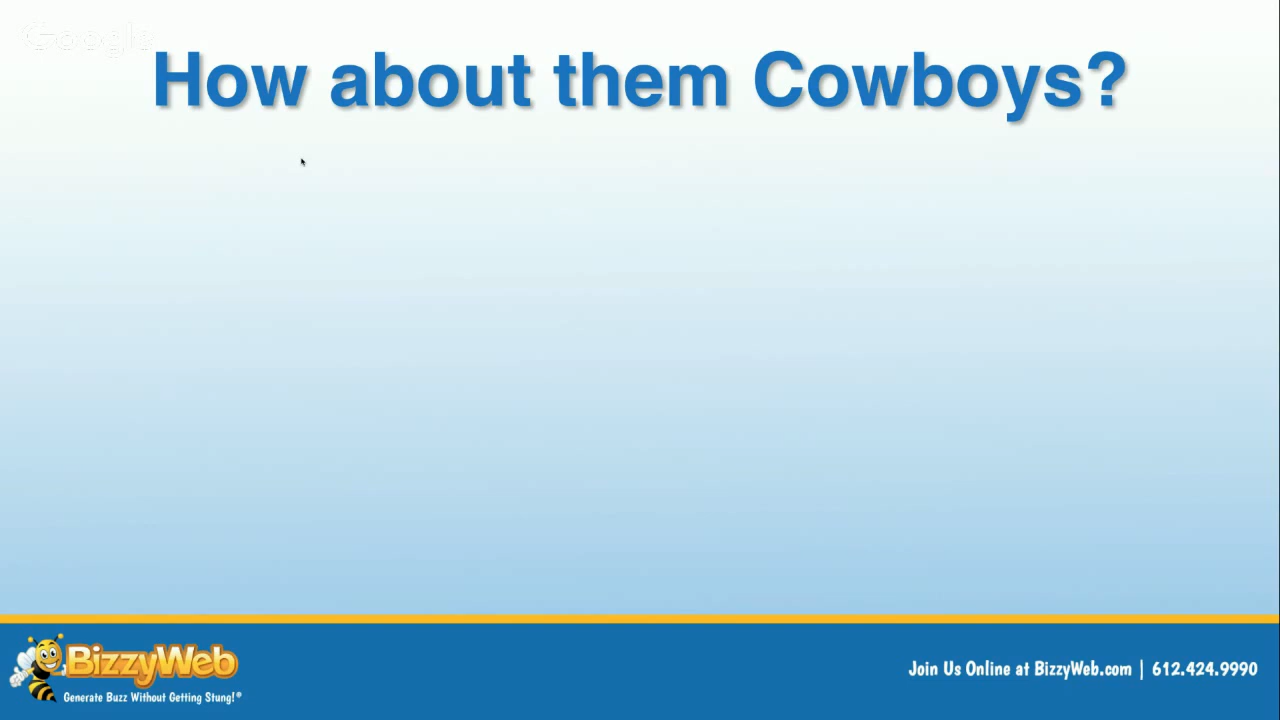 Google
How about them Cowboys?
BizzyWeb
Generate Buzz Without Getting Stung!®
Join Us Online at BizzyWeb.com | 612.424.9990